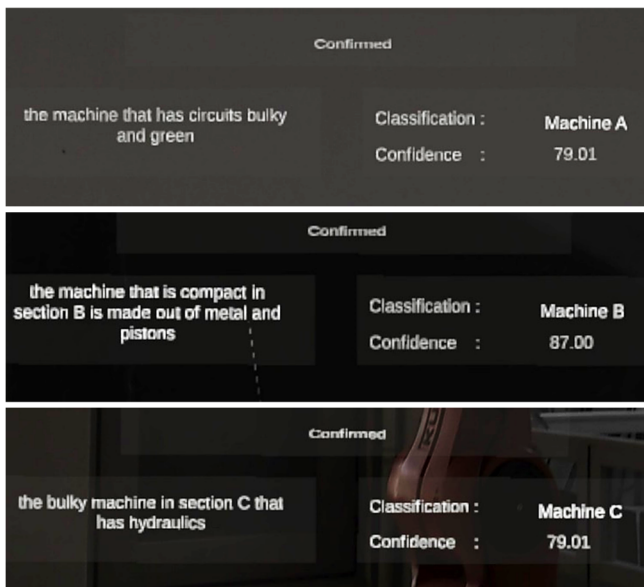 Confirmed
the machine that has circuits bulky
and green
Classification :
Machine A
Confidence :
79.01
Confirmed
the machine that is compact in
section B is made out of metal and
pistons
Classification :
Machine B
Confidence :
87.00
Confirmed
the bulky machine in section C that
has hydraulics
Classification :
Machine C
Confidence :
79.01